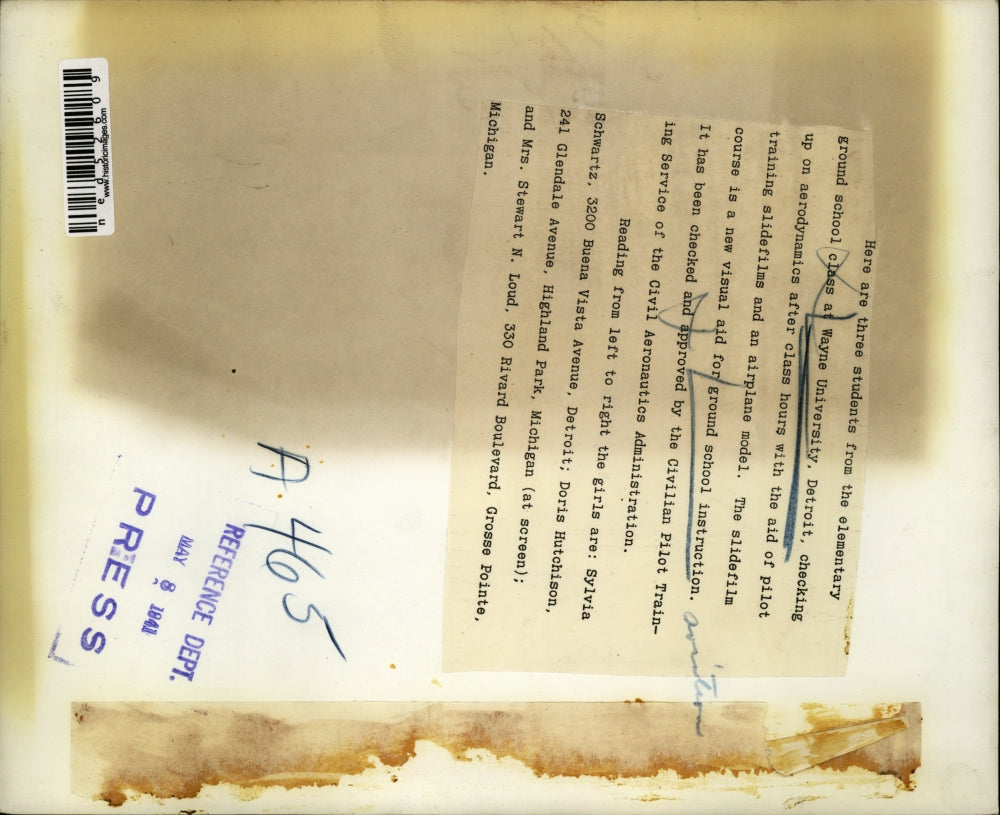 Here are three students from the elementary
ground school class at Wayne University, Detroit, checking
up on aerodynamics after class hours with the aid of pilot
training slidefilms and an airplane model. The slidefilm
course is a new visual aid for ground school instruction.
It has been checked and approved by the Civilian Pilot Train-
ing Service of the Civil Aeronautics Administration.
Reading from left to right the girls are: Sylvia
Schwartz, 3200 Buena Vista Avenue, Detroit; Doris Hutchison,
241 Glendale Avenue, Highland Park, Michigan (at screen);
and Mrs. Stewart N. Loud, 330 Rivard Boulevard, Grosse Pointe,
Michigan.
aviation
A 465
REFERENCE DEPT.
MAY 8 1941
PRESS
www.historicimages.com
ned52609